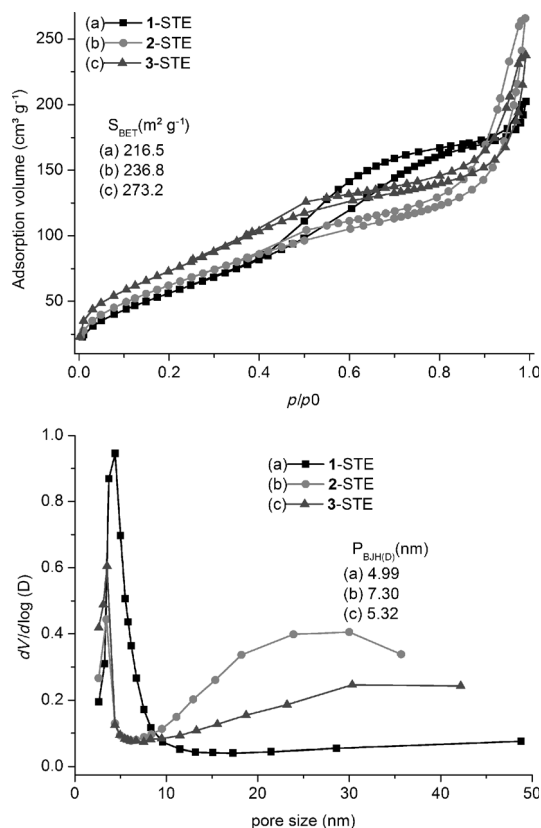 (a) 1-STE
(b) 2-STE
(c) 3-STE
S_BET (m² g⁻¹)
(a) 216.5
(b) 236.8
(c) 273.2
Adsorption volume (cm³ g⁻¹)
250
200
150
100
50
0.0 0.2 0.4 0.6 0.8 1.0
p/p0
(a) 1-STE
(b) 2-STE
(c) 3-STE
P_BJH(D) (nm)
(a) 4.99
(b) 7.30
(c) 5.32
dV/dlog (D)
1.0
0.8
0.6
0.4
0.2
0.0
0 10 20 30 40 50
pore size (nm)